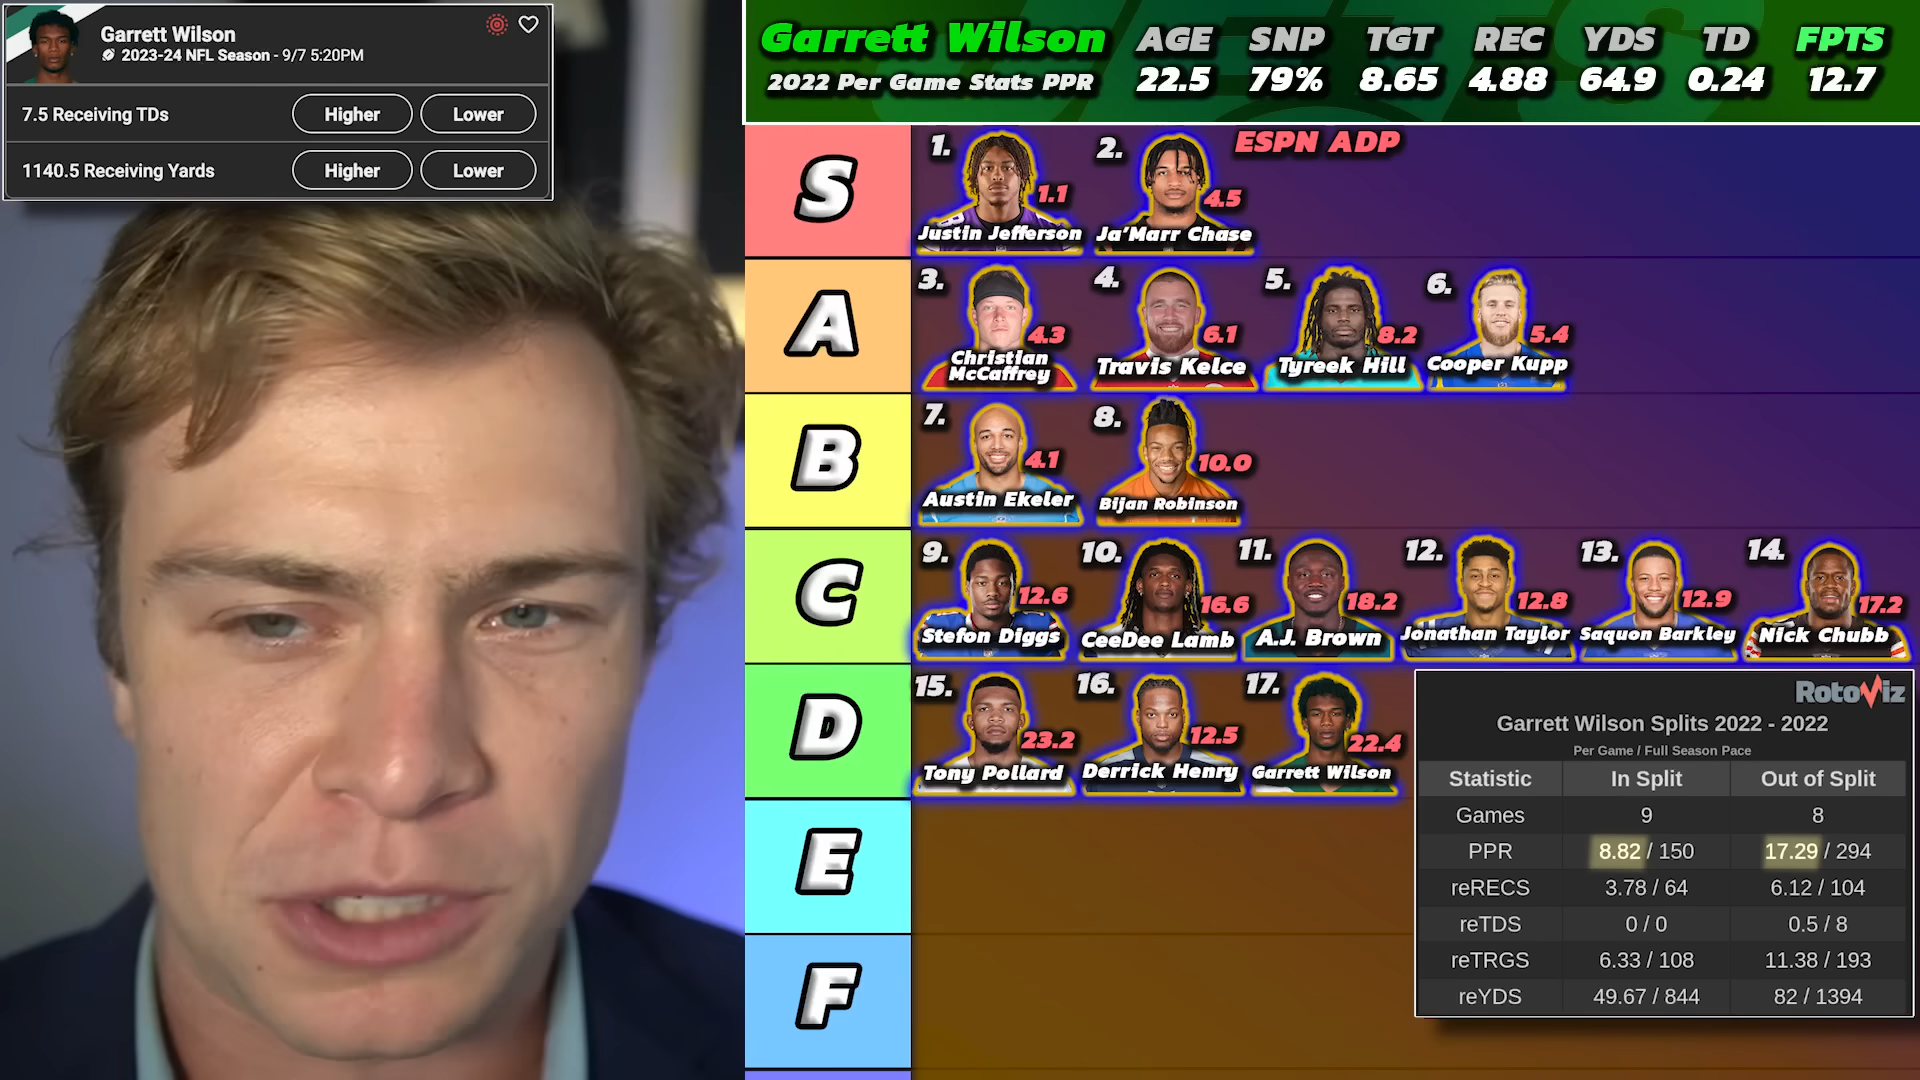 Garrett Wilson
2023-24 NFL Season - 9/7 5:20PM
7.5 Receiving TDs Higher Lower
1140.5 Receiving Yards Higher Lower
Garrett Wilson AGE SNP TGT REC YDS TD FPTS
2022 Per Game Stats PPR 22.5 79% 8.65 4.88 64.9 0.24 12.7
ESPN ADP
S
1. 1.1 Justin Jefferson
2. 4.5 Ja'Marr Chase
A
3. 4.3 Christian McCaffrey
4. 6.1 Travis Kelce
5. 8.2 Tyreek Hill
6. 5.4 Cooper Kupp
B
7. 4.1 Austin Ekeler
8. 10.0 Bijan Robinson
C
9. 12.6 Stefon Diggs
10. 16.6 CeeDee Lamb
11. 18.2 A.J. Brown
12. 12.8 Jonathan Taylor
13. 12.9 Saquon Barkley
14. 17.2 Nick Chubb
D
15. 23.2 Tony Pollard
16. 12.5 Derrick Henry
17. 22.4 Garrett Wilson
E
F
RotoViz
Garrett Wilson Splits 2022 - 2022
Per Game / Full Season Pace
Statistic In Split Out of Split
Games 9 8
PPR 8.82 / 150 17.29 / 294
reRECS 3.78 / 64 6.12 / 104
reTDS 0 / 0 0.5 / 8
reTRGS 6.33 / 108 11.38 / 193
reYDS 49.67 / 844 82 / 1394